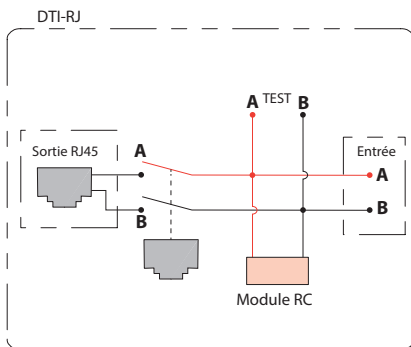 DTI-RJ
A TEST B
Sortie RJ45
A
Entrée
A
B
B
Module RC